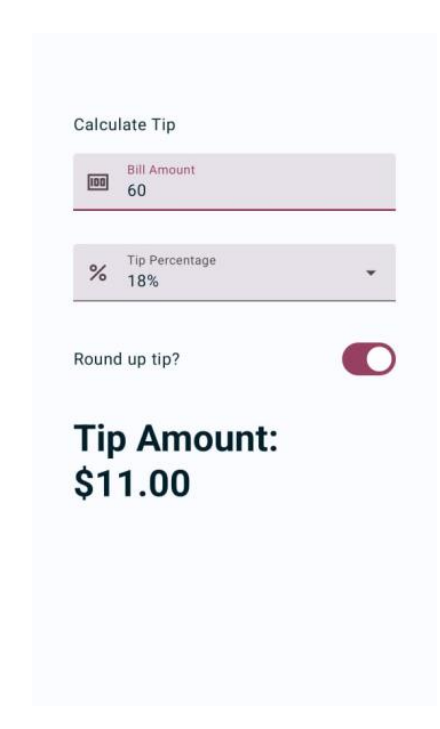 Calculate Tip
Bill Amount
60
%
Tip Percentage
18%
Round up tip?
Tip Amount:
$11.00